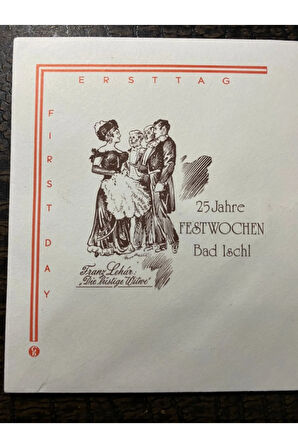 ERSTTAG
FIRST DAY
25 Jahre
FESTWOCHEN
Bad Ischl
Franz Lehár:
„Die lustige Witwe"